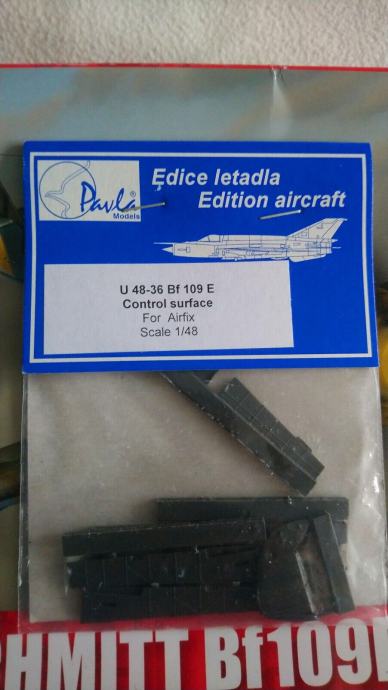 Pavla®
Models
Edice letadla
Edition aircraft
U 48-36 Bf 109 E
Control surface
For Airfix
Scale 1/48
HMITT Bf109